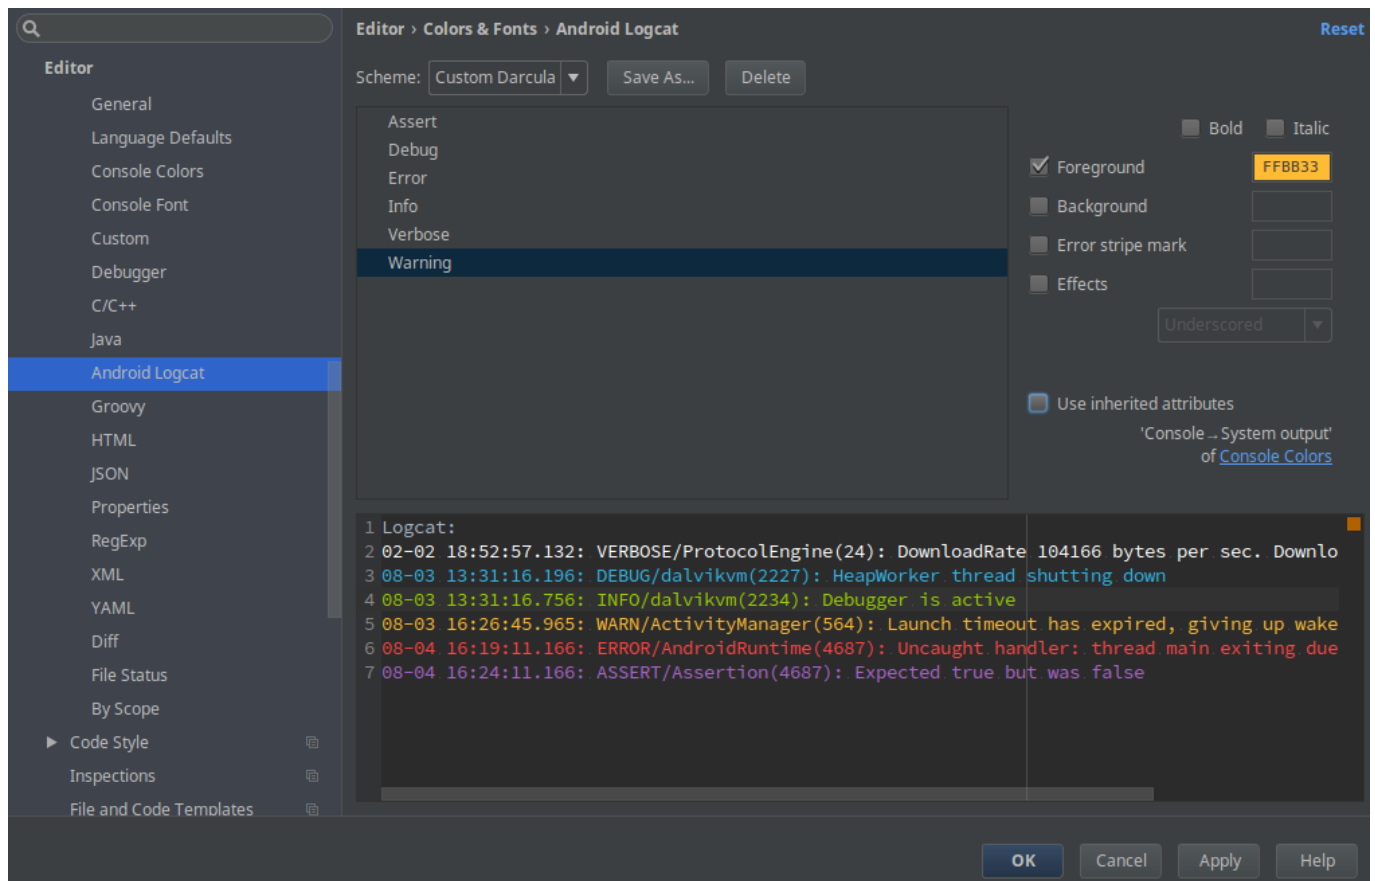 Editor › Colors & Fonts › Android Logcat
Reset
Editor
General
Language Defaults
Console Colors
Console Font
Custom
Debugger
C/C++
Java
Android Logcat
Groovy
HTML
JSON
Properties
RegExp
XML
YAML
Diff
File Status
By Scope
Code Style
Inspections
File and Code Templates
Scheme: Custom Darcula Save As... Delete
Assert
Debug
Error
Info
Verbose
Warning
Bold Italic
Foreground FFBB33
Background
Error stripe mark
Effects
Underscored
Use inherited attributes
'Console→System output'
of Console Colors
1 Logcat:
2 02-02 18:52:57.132: VERBOSE/ProtocolEngine(24): DownloadRate 104166 bytes per sec. Downlo
3 08-03 13:31:16.196: DEBUG/dalvikvm(2227): HeapWorker thread shutting down
4 08-03 13:31:16.756: INFO/dalvikvm(2234): Debugger is active
5 08-03 16:26:45.965: WARN/ActivityManager(564): Launch timeout has expired, giving up wake
6 08-04 16:19:11.166: ERROR/AndroidRuntime(4687): Uncaught handler: thread main exiting due
7 08-04 16:24:11.166: ASSERT/Assertion(4687): Expected true but was false
OK Cancel Apply Help